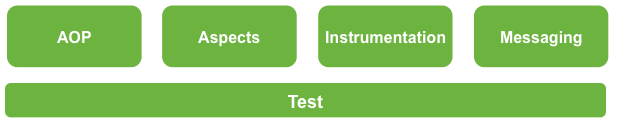 AOP
Aspects
Instrumentation
Messaging
Test